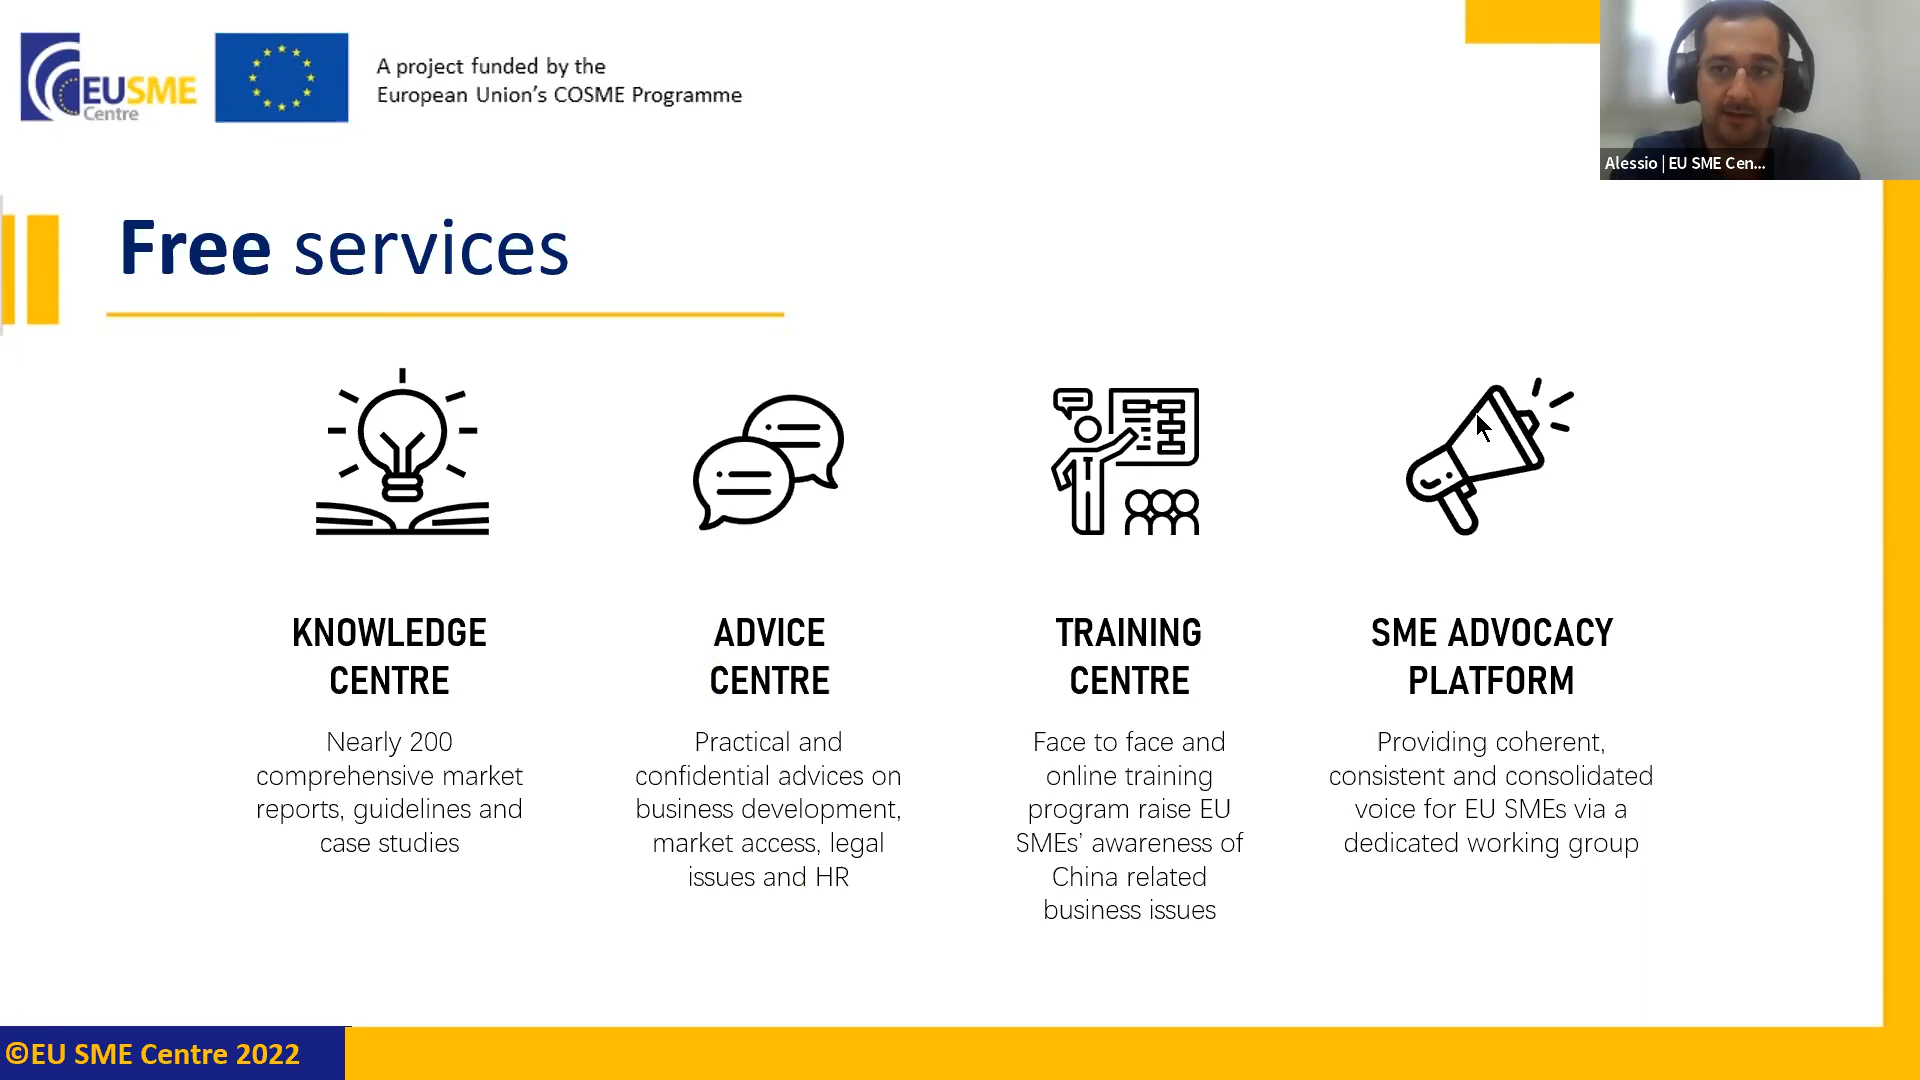 EUSME
Centre
A project funded by the
European Union's COSME Programme
Alessio | EU SME Cen...
Free services
KNOWLEDGE
CENTRE
Nearly 200
comprehensive market
reports, guidelines and
case studies
ADVICE
CENTRE
Practical and
confidential advices on
business development,
market access, legal
issues and HR
TRAINING
CENTRE
Face to face and
online training
program raise EU
SMEs' awareness of
China related
business issues
SME ADVOCACY
PLATFORM
Providing coherent,
consistent and consolidated
voice for EU SMEs via a
dedicated working group
©EU SME Centre 2022